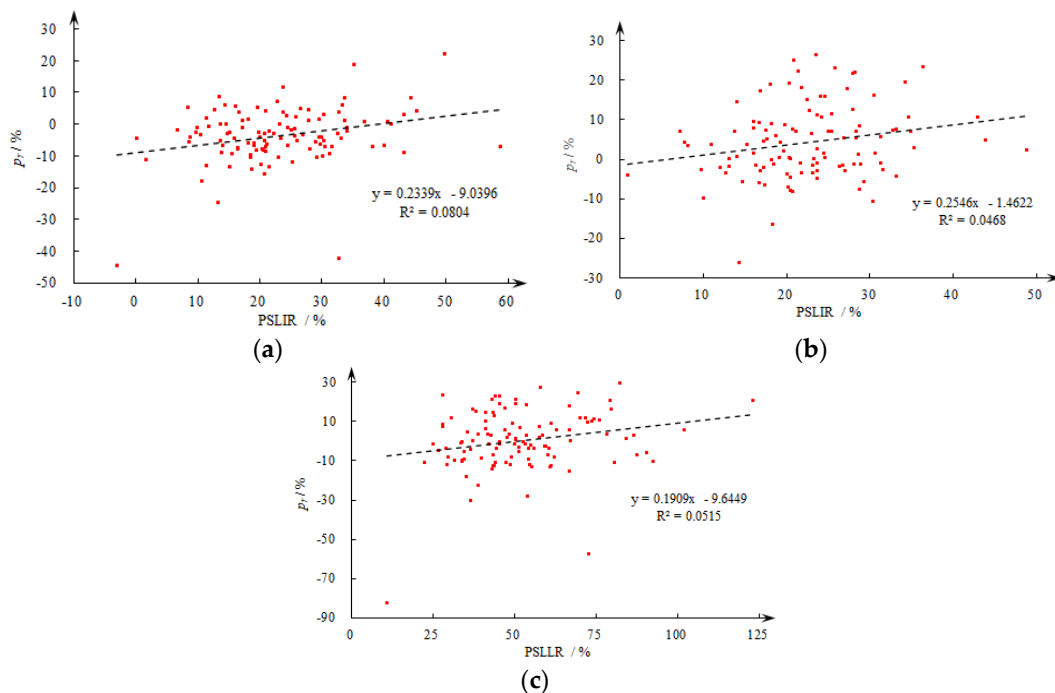 30
20
10
0
-10
-20
-30
-40
-50
p_T / %
y = 0.2339x - 9.0396
R² = 0.0804
-10 0 10 20 30 40 50 60
PSLIR / %
(a)
30
20
10
0
-10
-20
-30
p_T / %
y = 0.2546x - 1.4622
R² = 0.0468
0 10 20 30 40 50
PSLIR / %
(b)
30
10
-10
-30
-50
-70
-90
p_T / %
y = 0.1909x - 9.6449
R² = 0.0515
0 25 50 75 100 125
PSLLR / %
(c)